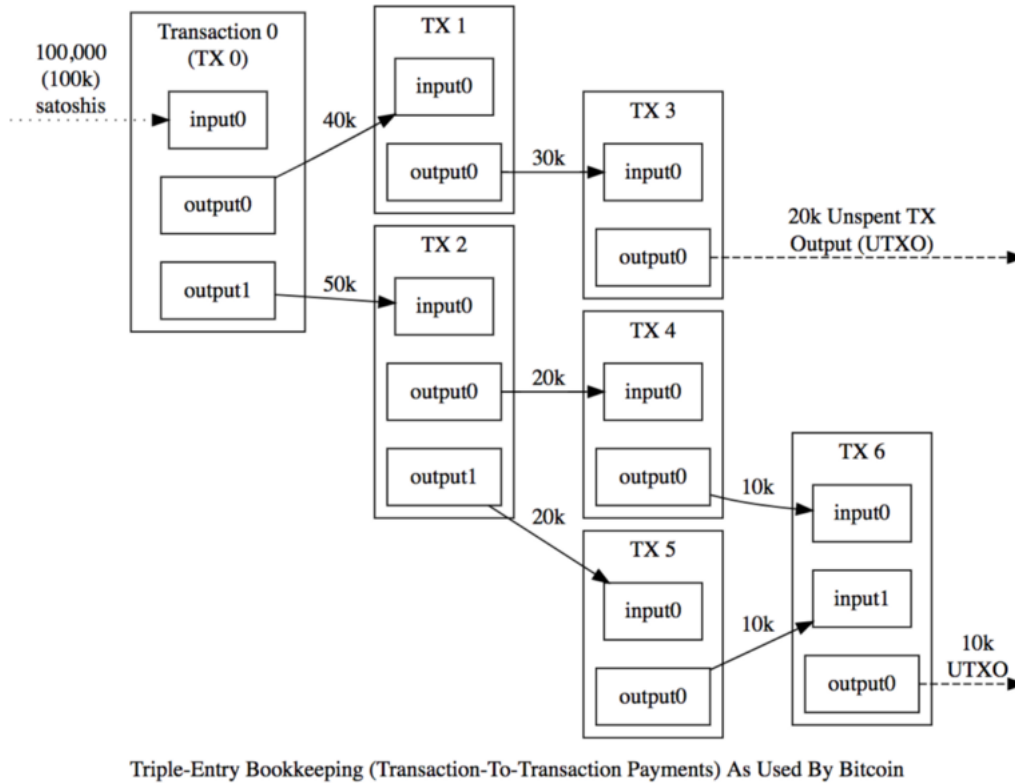 100,000
(100k)
satoshis
Transaction 0
(TX 0)
input0
output0
output1
40k
50k
TX 1
input0
output0
30k
TX 2
input0
output0
output1
20k
20k
TX 3
input0
output0
20k Unspent TX
Output (UTXO)
TX 4
input0
output0
10k
TX 5
input0
output0
10k
TX 6
input0
input1
output0
10k
UTXO
Triple-Entry Bookkeeping (Transaction-To-Transaction Payments) As Used By Bitcoin